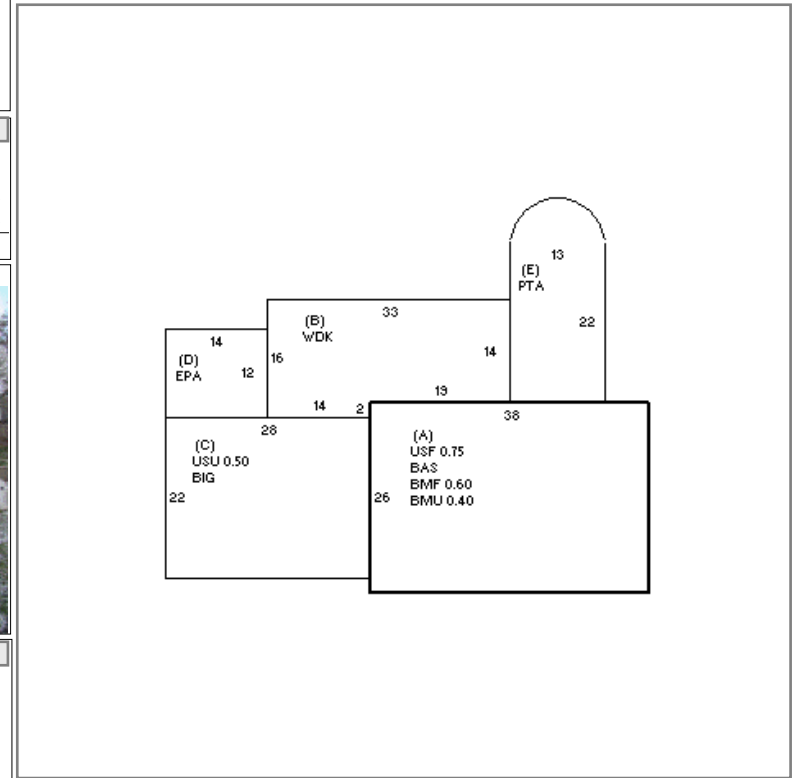 13
(E)
PTA
22
33
(B)
WDK
16
14
14
(D)
EPA
12
19
14
2
38
28
(C)
USU 0.50
BIG
22
(A)
USF 0.75
BAS
BMF 0.60
BMU 0.40
26